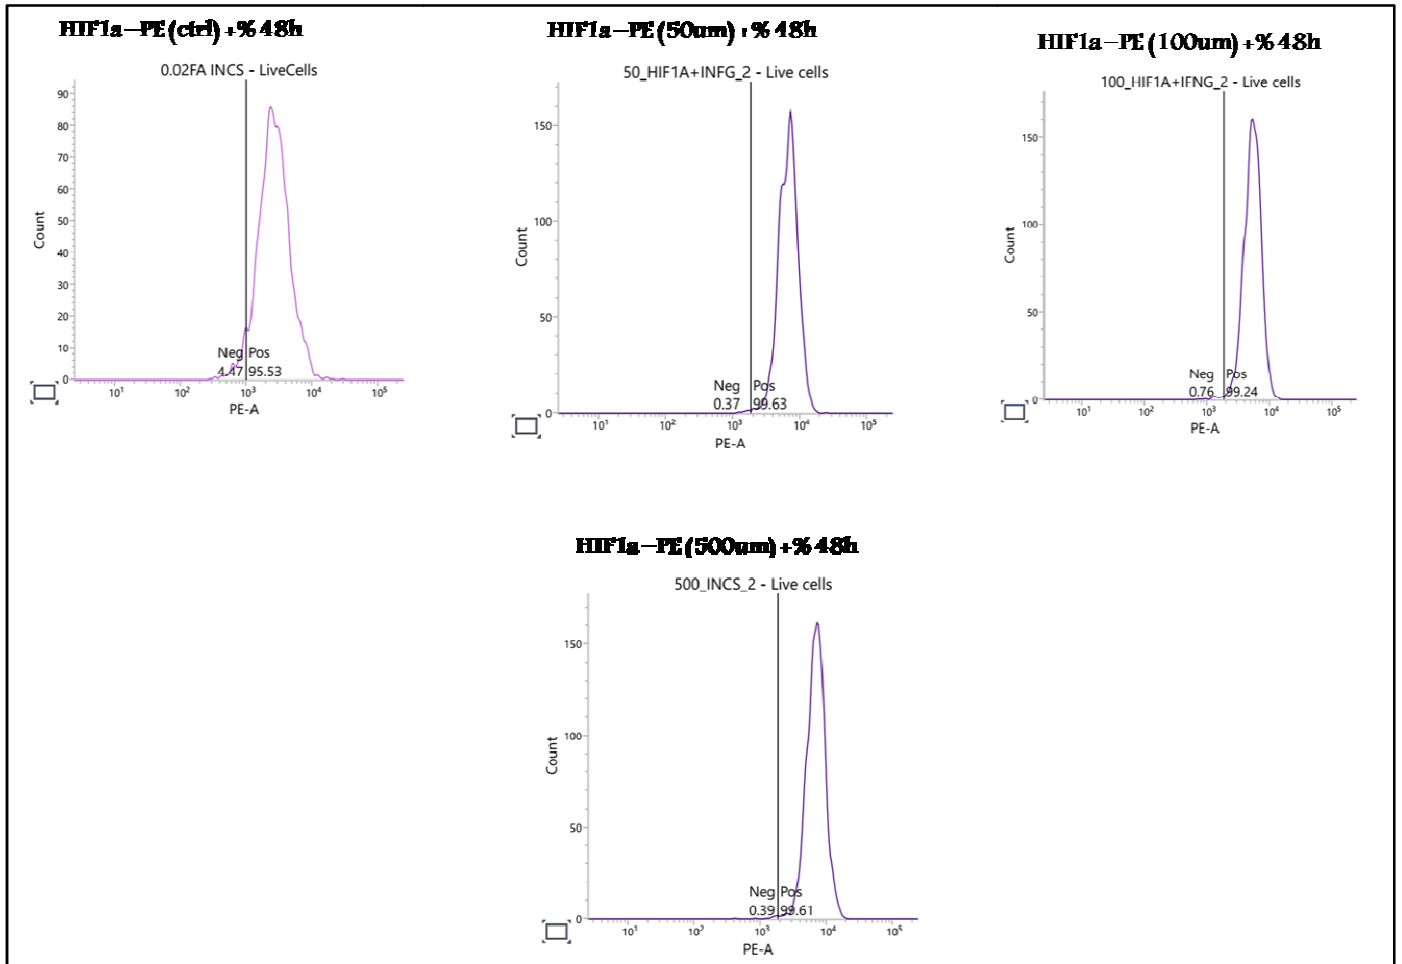 HIF1a-PE (ctrl) +% 48h
0.02FA INCS - LiveCells
90
80
70
60
50
40
30
20
10
0
Count
Neg Pos
4.47 95.53
10¹ 10² 10³ 10⁴ 10⁵
PE-A
HIF1a-PE (50um) +% 48h
50_HIF1A+INFG_2 - Live cells
150
100
50
0
Count
Neg Pos
0.37 99.63
10¹ 10² 10³ 10⁴ 10⁵
PE-A
HIF1a-PE (100um) +% 48h
100_HIF1A+IFNG_2 - Live cells
150
100
50
0
Count
Neg Pos
0.76 99.24
10¹ 10² 10³ 10⁴ 10⁵
PE-A
HIF1a-PE (500um) +% 48h
500_INCS_2 - Live cells
150
100
50
0
Count
Neg Pos
0.39 99.61
10³ 10⁴ 10⁵
PE-A